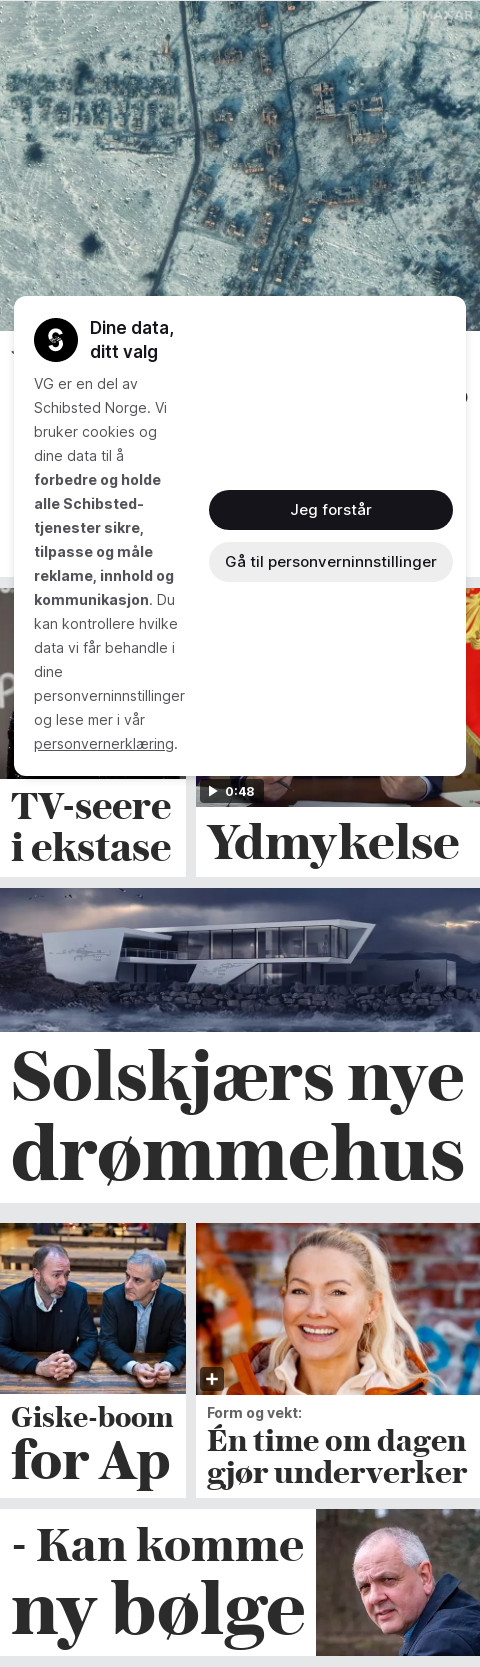 MAXAR
Dine data,
ditt valg
VG er en del av
Schibsted Norge. Vi
bruker cookies og
dine data til å
forbedre og holde
alle Schibsted-
tjenester sikre,
tilpasse og måle
reklame, innhold og
kommunikasjon. Du
kan kontrollere hvilke
data vi får behandle i
dine
personverninnstillinger
og lese mer i vår
personvernerklæring.
Jeg forstår
Gå til personverninnstillinger
0:48
TV-seere
i ekstase
Ydmykelse
Solskjærs nye
drømmehus
Giske-boom
for Ap
Form og vekt:
Én time om dagen
gjør underverker
- Kan komme
ny bølge